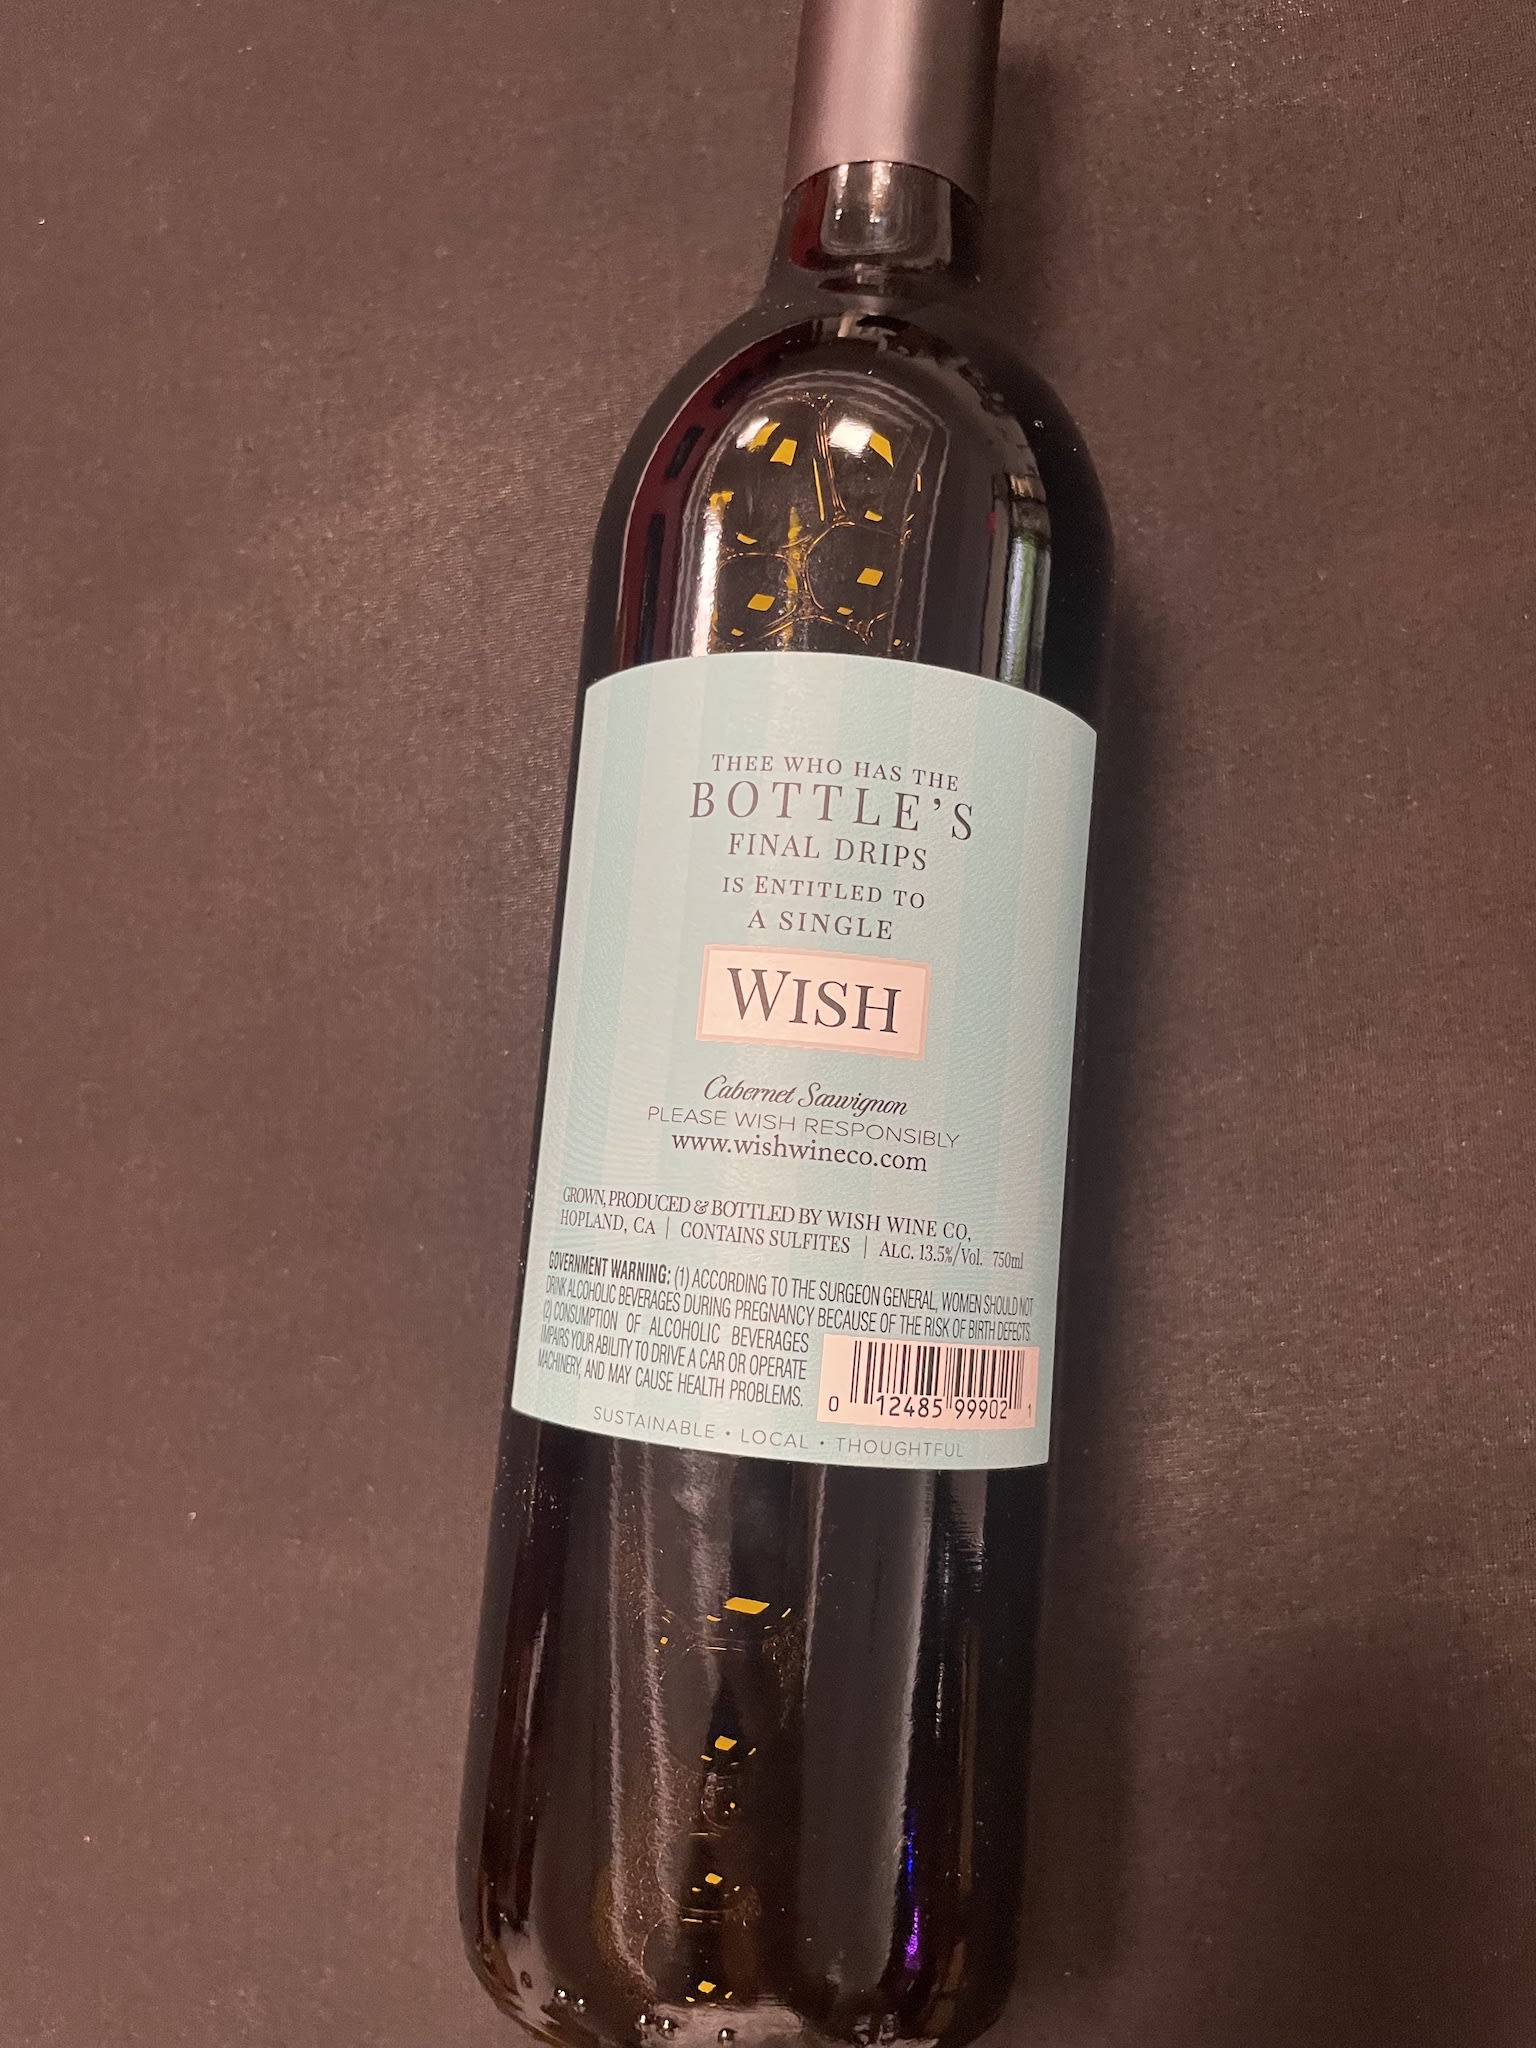 THEE WHO HAS THE
BOTTLE'S
FINAL DRIPS
IS ENTITLED TO
A SINGLE
WISH
Cabernet Sauvignon
PLEASE WISH RESPONSIBLY
www.wishwineco.com
GROWN, PRODUCED & BOTTLED BY WISH WINE CO,
HOPLAND, CA | CONTAINS SULFITES | ALC. 13.5%/Vol. 750ml
GOVERNMENT WARNING: (1) ACCORDING TO THE SURGEON GENERAL, WOMEN SHOULD NOT
DRINK ALCOHOLIC BEVERAGES DURING PREGNANCY BECAUSE OF THE RISK OF BIRTH DEFECTS.
(2) CONSUMPTION OF ALCOHOLIC BEVERAGES
IMPAIRS YOUR ABILITY TO DRIVE A CAR OR OPERATE
MACHINERY, AND MAY CAUSE HEALTH PROBLEMS.
0 12485 99902 1
SUSTAINABLE • LOCAL • THOUGHTFUL